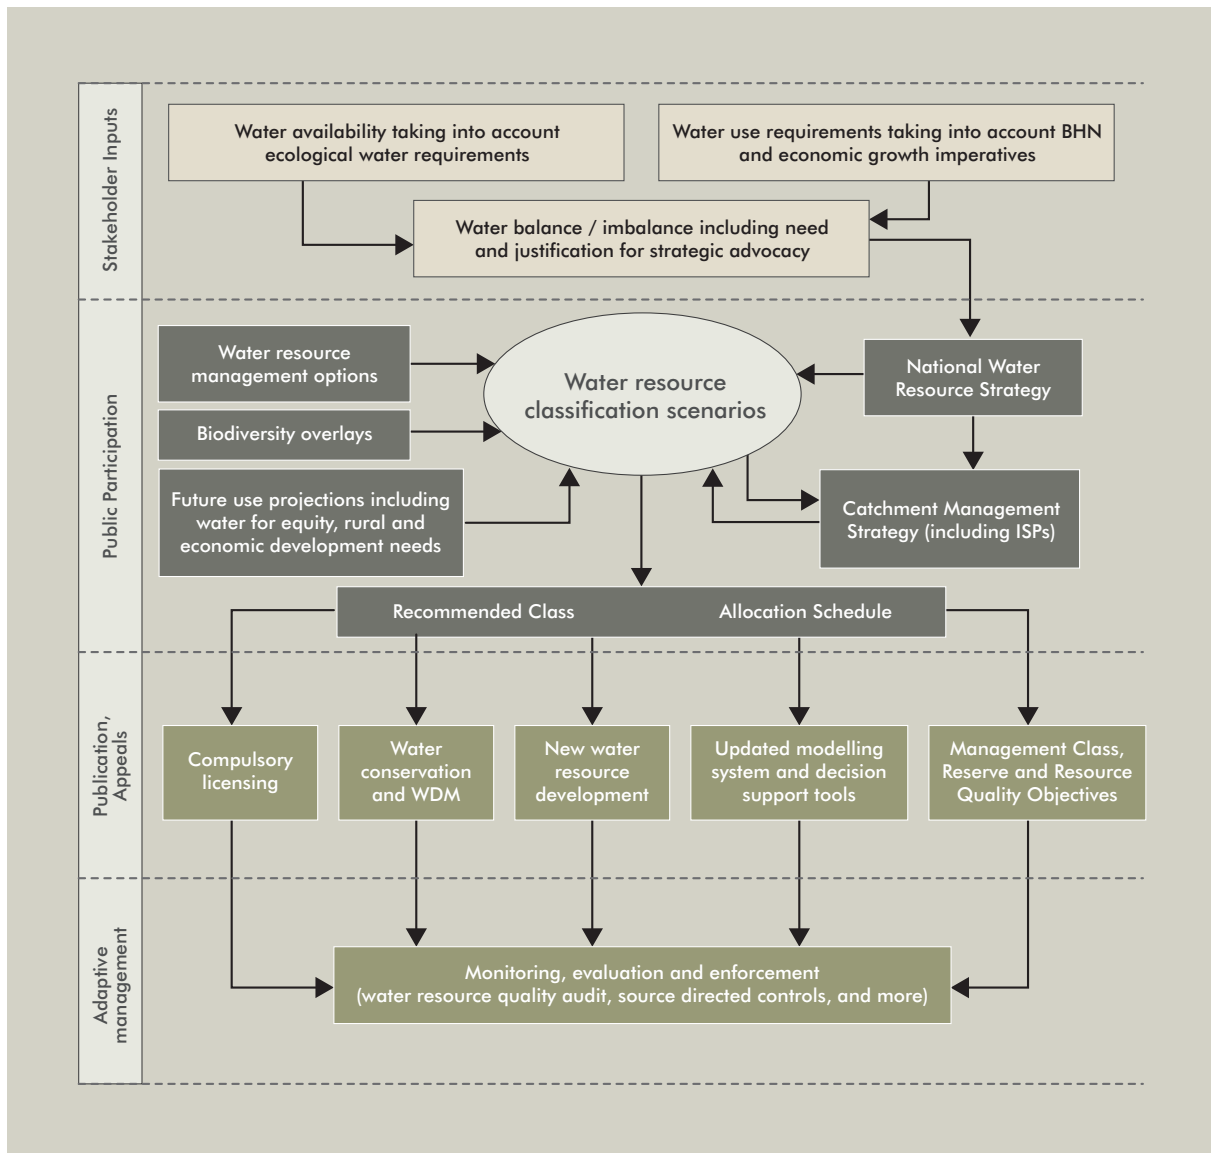 Stakeholder Inputs
Water availability taking into account
ecological water requirements
Water use requirements taking into account BHN
and economic growth imperatives
Water balance / imbalance including need
and justification for strategic advocacy
Public Participation
Water resource
management options
Biodiversity overlays
Future use projections including
water for equity, rural and
economic development needs
Water resource
classification scenarios
National Water
Resource Strategy
Catchment Management
Strategy (including ISPs)
Recommended Class
Allocation Schedule
Publication,
Appeals
Compulsory
licensing
Water
conservation
and WDM
New water
resource
development
Updated modelling
system and decision
support tools
Management Class,
Reserve and Resource
Quality Objectives
Adaptive
management
Monitoring, evaluation and enforcement
(water resource quality audit, source directed controls, and more)